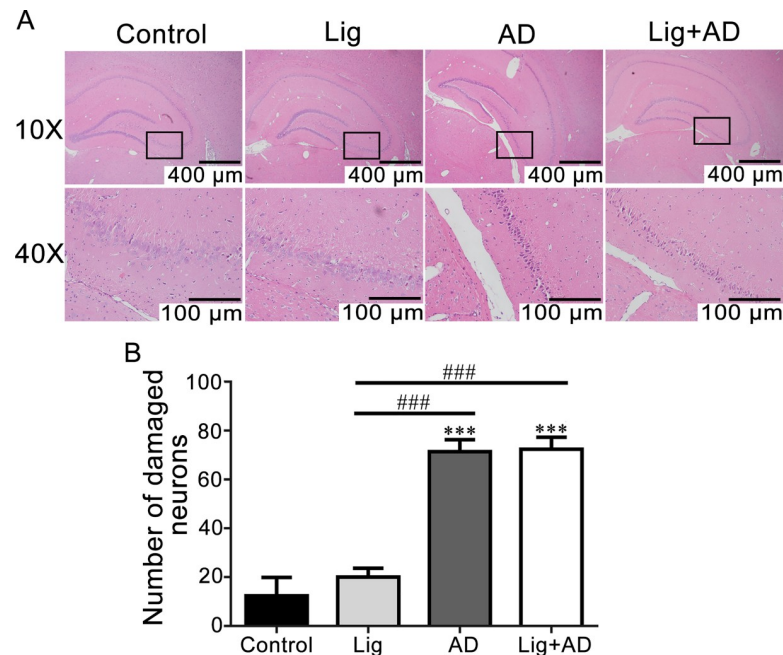 A
Control Lig AD Lig+AD
10X
400 µm 400 µm 400 µm 400 µm
40X
100 µm 100 µm 100 µm 100 µm
B
###
###
*** ***
Number of damaged
neurons
100
80
60
40
20
0
Control Lig AD Lig+AD